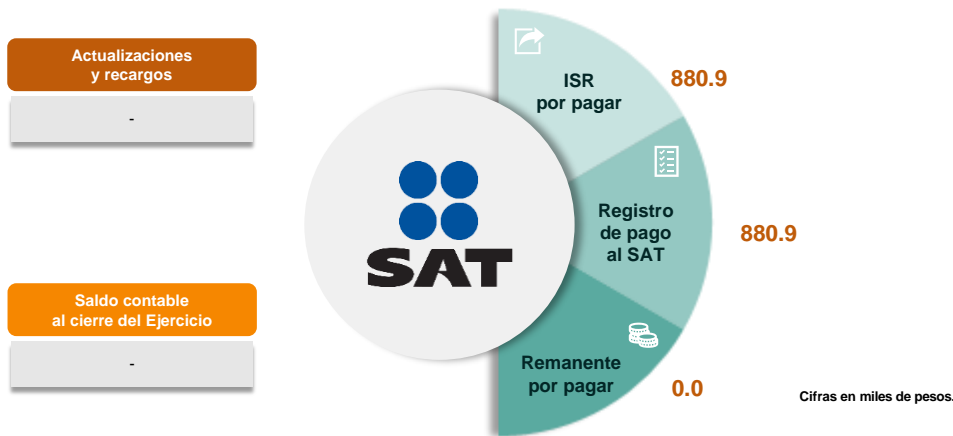 Actualizaciones
y recargos
-
Saldo contable
al cierre del Ejercicio
-
SAT
ISR
por pagar
880.9
Registro
de pago
al SAT
880.9
Remanente
por pagar
0.0
Cifras en miles de pesos.